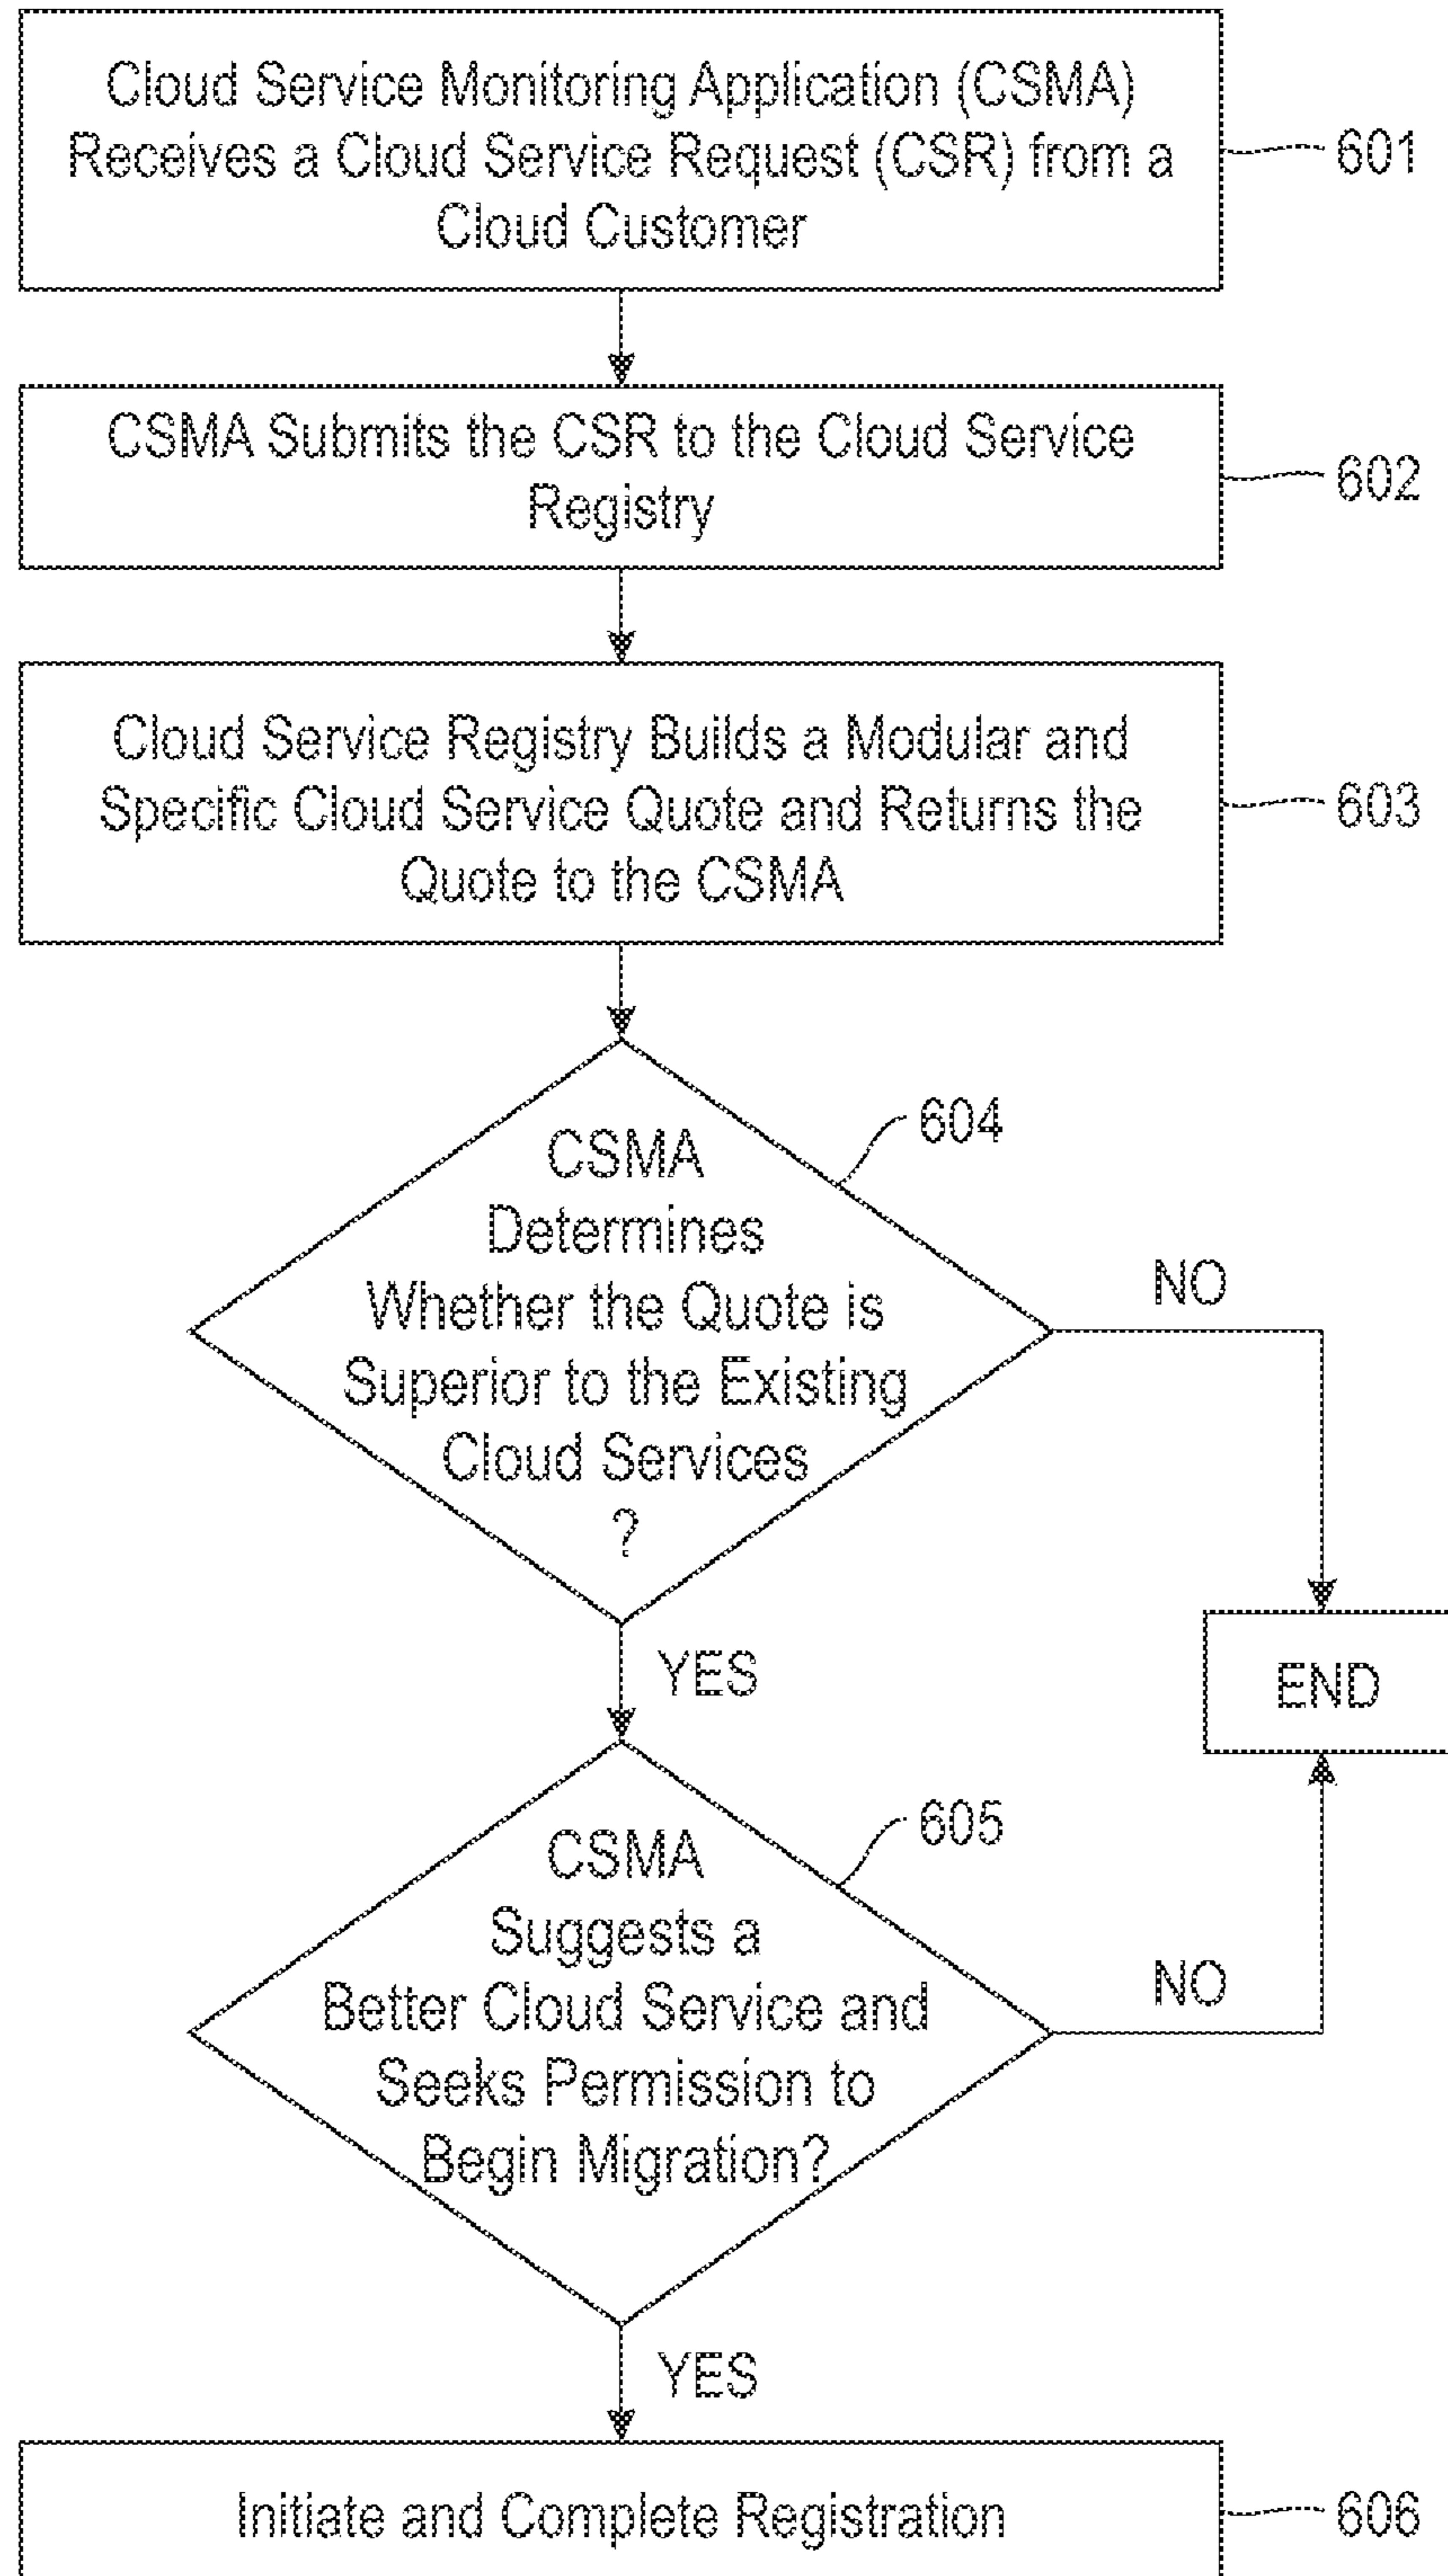 Cloud Service Monitoring Application (CSMA)
Receives a Cloud Service Request (CSR) from a
Cloud Customer
601
CSMA Submits the CSR to the Cloud Service
Registry
602
Cloud Service Registry Builds a Modular and
Specific Cloud Service Quote and Returns the
Quote to the CSMA
603
CSMA
Determines
Whether the Quote is
Superior to the Existing
Cloud Services
?
604
NO
YES
END
CSMA
Suggests a
Better Cloud Service and
Seeks Permission to
Begin Migration?
605
NO
YES
Initiate and Complete Registration
606